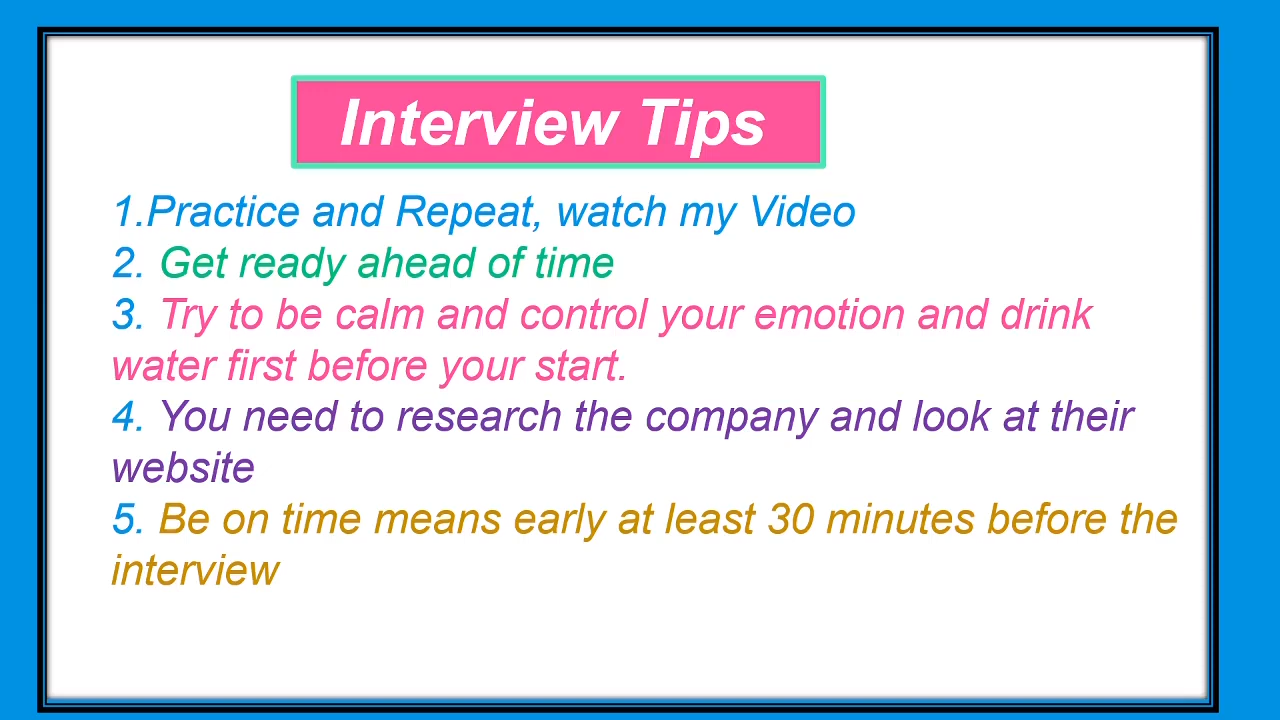 Interview Tips
1.Practice and Repeat, watch my Video
2. Get ready ahead of time
3. Try to be calm and control your emotion and drink
water first before your start.
4. You need to research the company and look at their
website
5. Be on time means early at least 30 minutes before the
interview